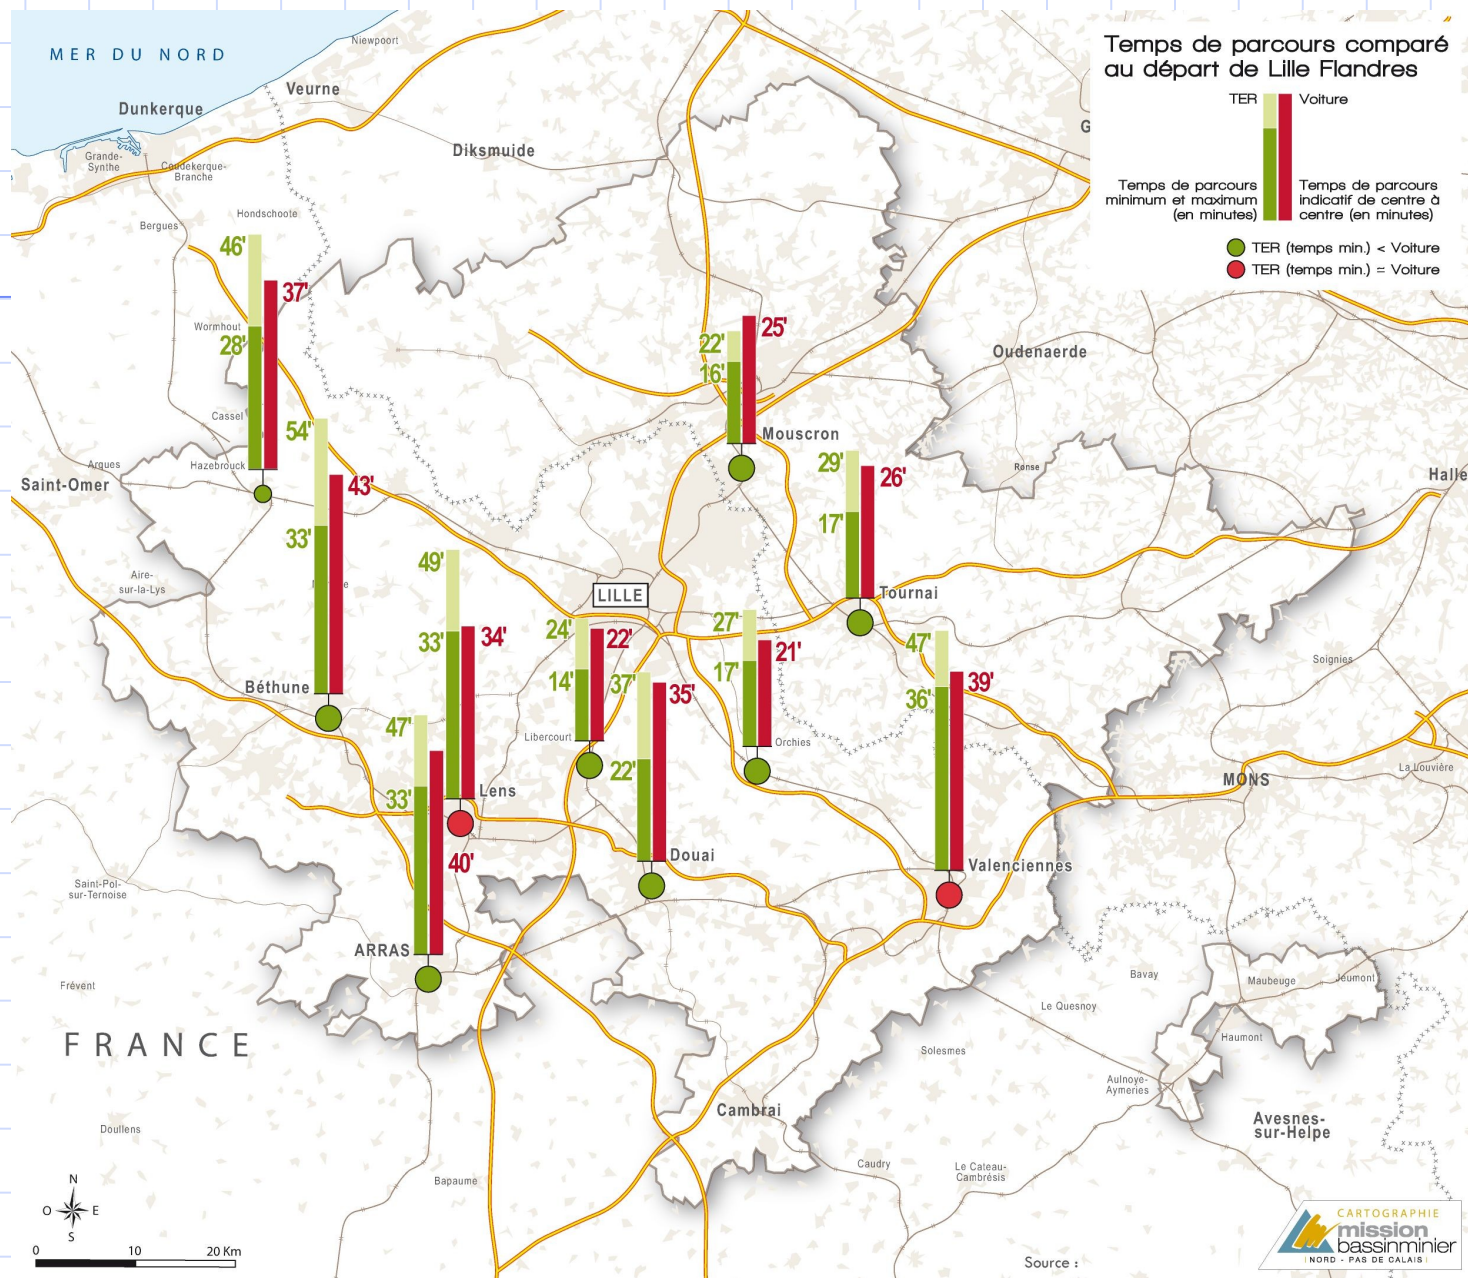 Temps de parcours comparé
au départ de Lille Flandres
TER
Voiture
Temps de parcours
minimum et maximum
(en minutes)
Temps de parcours
indicatif de centre à
centre (en minutes)
TER (temps min.) < Voiture
TER (temps min.) = Voiture
MER DU NORD
Niewpoort
Veurne
Dunkerque
Grande-
Synthe
Coudekerque-
Branche
Diksmuide
G
Hondschoote
Bergues
46'
37'
Wormhout
28'
22'
25'
16'
Oudenaerde
Cassel
54'
Mouscron
Hazebrouck
Arques
Saint-Omer
43'
29'
26'
Ronse
Halle
33'
17'
49'
Aire-
sur-la-Lys
LILLE
Tournai
33'
34'
24'
22'
27'
21'
47'
Soignies
Béthune
14'
37'
35'
17'
36'
39'
47'
Libercourt
Orchies
22'
La Louvière
MONS
33'
Lens
40'
Douai
Valenciennes
Saint-Pol-
sur-Ternoise
ARRAS
Bavay
Maubeuge
Jeumont
Frévent
Le Quesnoy
FRANCE
Solesmes
Haumont
Aulnoye-
Aymeries
Cambrai
Avesnes-
sur-Helpe
Doullens
Caudry
Le Cateau-
Cambrésis
Bapaume
N
O
E
S
0
10
20 Km
Source :
CARTOGRAPHIE
mission
bassinminier
NORD - PAS DE CALAIS